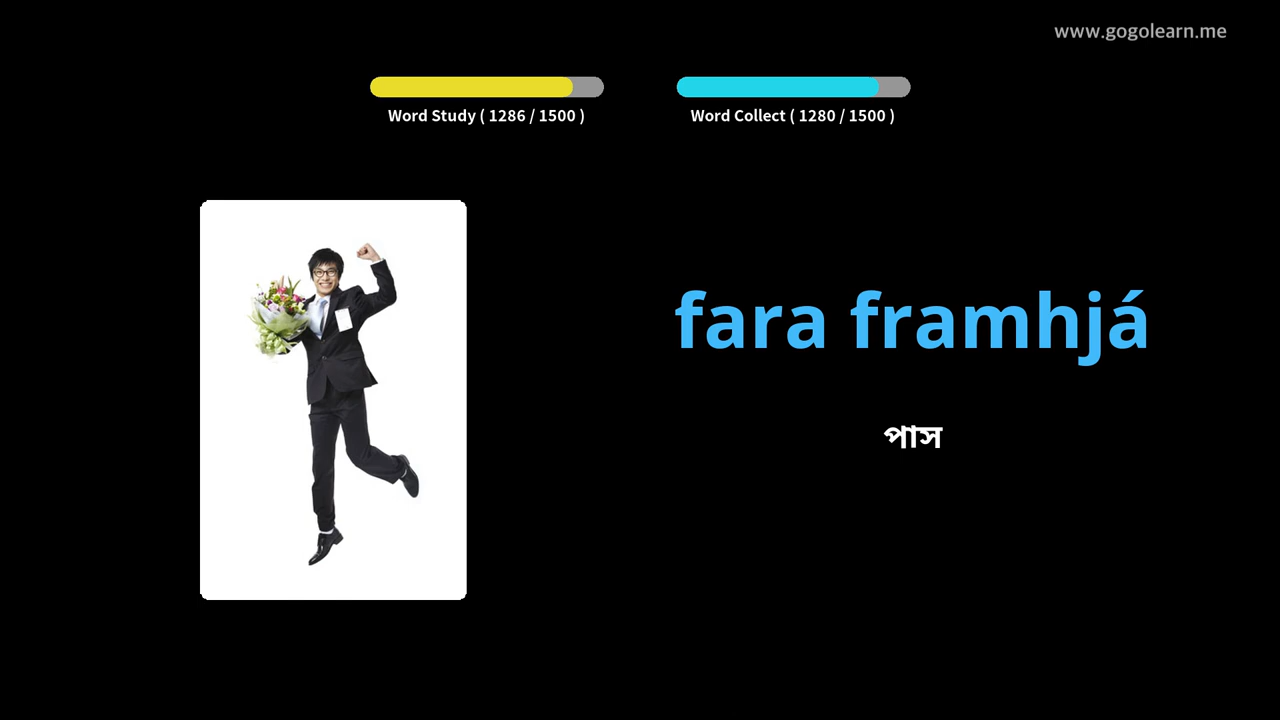 www.gogolearn.me
Word Study ( 1286 / 1500 )
Word Collect ( 1280 / 1500 )
fara framhjá
পাস